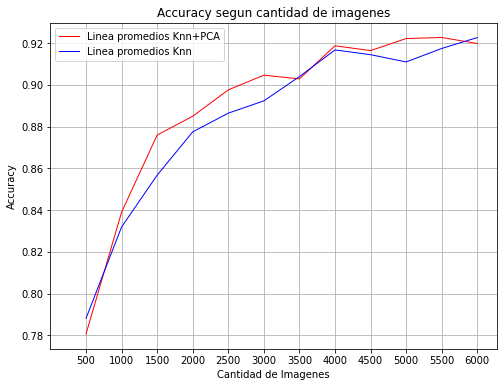 Accuracy segun cantidad de imagenes
Linea promedios Knn+PCA
Linea promedios Knn
Accuracy
0.92
0.90
0.88
0.86
0.84
0.82
0.80
0.78
500 1000 1500 2000 2500 3000 3500 4000 4500 5000 5500 6000
Cantidad de Imagenes